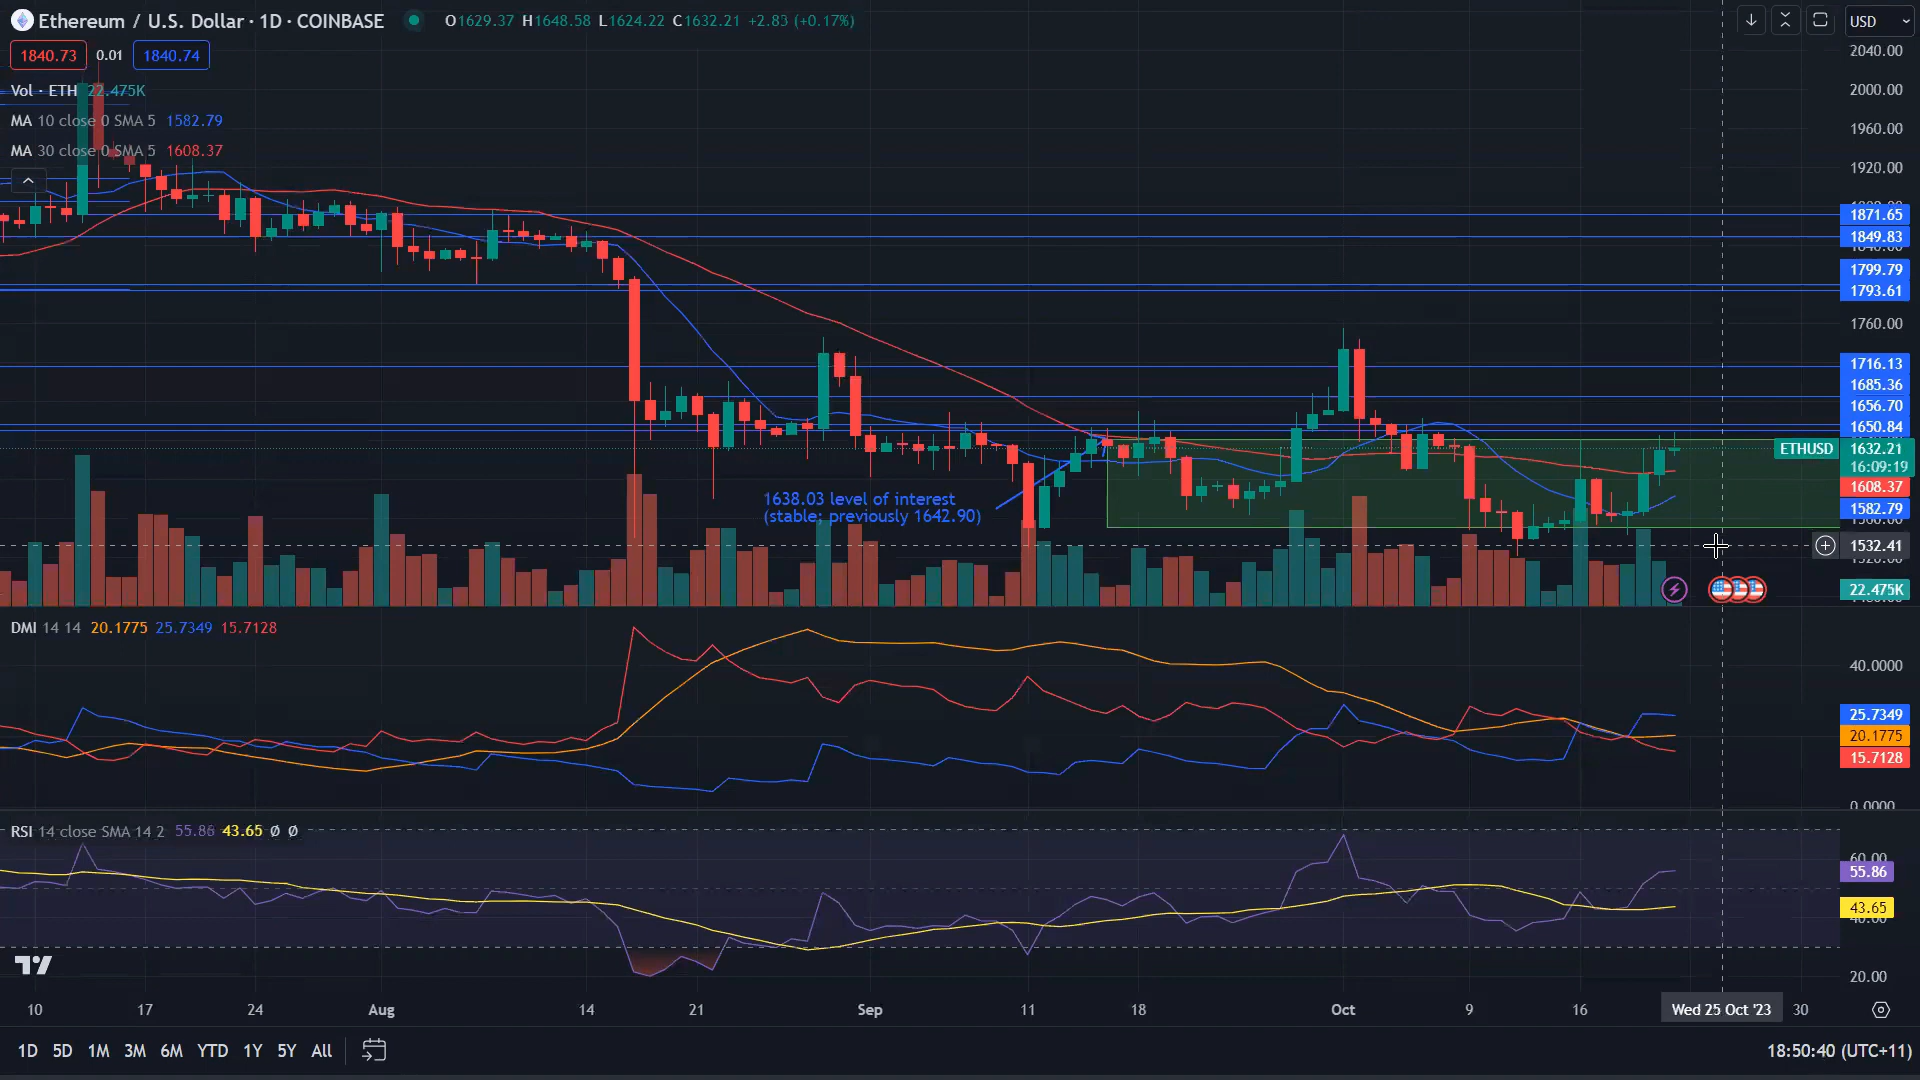 Ethereum / U.S. Dollar · 1D · COINBASE O1629.37 H1648.58 L1624.22 C1632.21 +2.83 (+0.17%)
USD
1840.73 0.01 1840.74
Vol · ETH 22.475K
MA 10 close 0 SMA 5 1582.79
MA 30 close 0 SMA 5 1608.37
2040.00
2000.00
1960.00
1920.00
1871.65
1849.83
1799.79
1793.61
1760.00
1716.13
1685.36
1656.70
1650.84
ETHUSD 1632.21
16:09:19
1608.37
1582.79
1532.41
22.475K
1638.03 level of interest
(stable; previously 1642.90)
DMI 14 14 20.1775 25.7349 15.7128
40.0000
25.7349
20.1775
15.7128
0.0000
RSI 14 close SMA 14 2 55.86 43.65 Ø Ø
60.00
55.86
43.65
20.00
10 17 24 Aug 14 21 Sep 11 18 Oct 9 16 Wed 25 Oct '23 30
1D 5D 1M 3M 6M YTD 1Y 5Y All
18:50:40 (UTC+11)